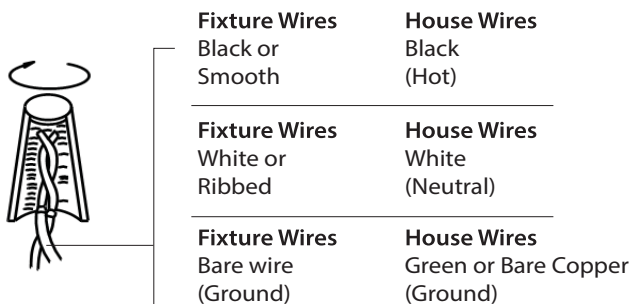 Fixture Wires House Wires
Black or Black
Smooth (Hot)
Fixture Wires House Wires
White or White
Ribbed (Neutral)
Fixture Wires House Wires
Bare wire Green or Bare Copper
(Ground) (Ground)